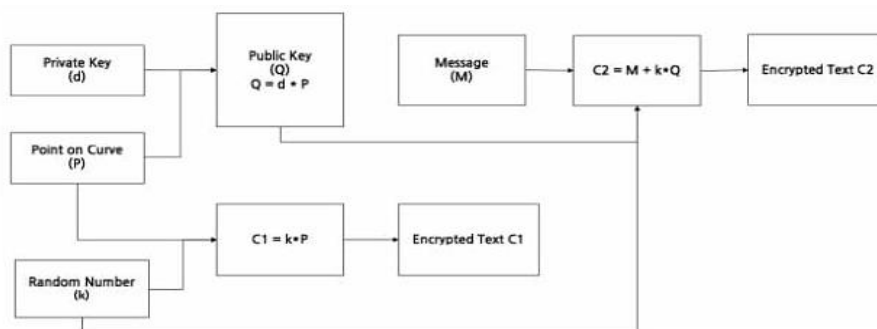 Private Key
(d)
Public Key
(Q)
Q = d * P
Message
(M)
C2 = M + k*Q
Encrypted Text C2
Point on Curve
(P)
C1 = k*P
Encrypted Text C1
Random Number
(k)